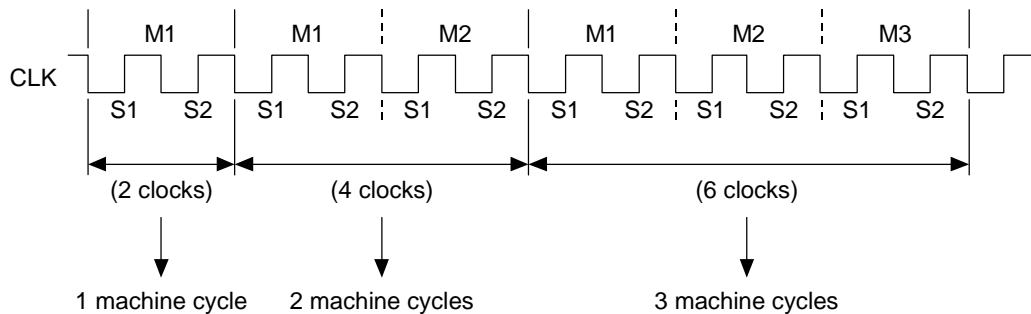 M1 M1 M2 M1 M2 M3
CLK
S1 S2 S1 S2 S1 S2 S1 S2 S1 S2 S1 S2
(2 clocks) (4 clocks) (6 clocks)
1 machine cycle 2 machine cycles 3 machine cycles